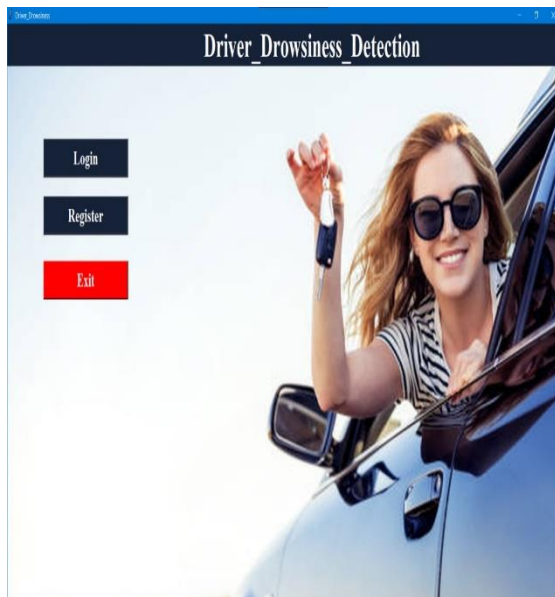 Driver_Drowsiness
Driver_Drowsiness_Detection
Login
Register
Exit